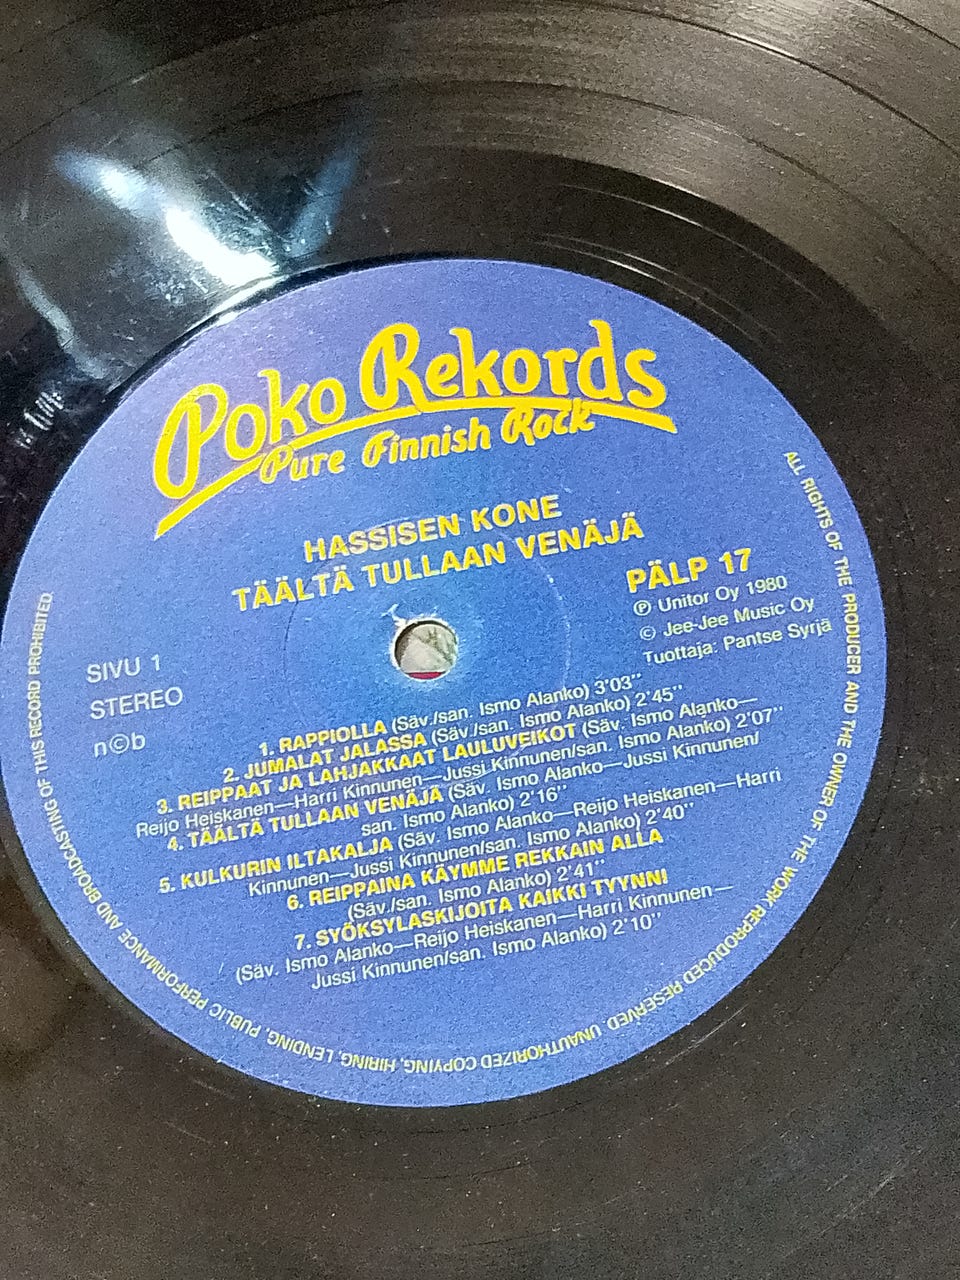 Poko Rekords
Pure Finnish Rock
HASSISEN KONE
TÄÄLTÄ TULLAAN VENÄJÄ
PÄLP 17
℗ Unitor Oy 1980
© Jee-Jee Music Oy
Tuottaja: Pantse Syrjä
SIVU 1
STEREO
n©b
1. RAPPIOLLA (Säv./san. Ismo Alanko) 3'03''
2. JUMALAT JALASSA (Säv./san. Ismo Alanko) 2'45''
3. REIPPAAT JA LAHJAKKAAT LAULUVEIKOT (Säv. Ismo Alanko—
Reijo Heiskanen—Harri Kinnunen—Jussi Kinnunen/san. Ismo Alanko) 2'07''
4. TÄÄLTÄ TULLAAN VENÄJÄ (Säv. Ismo Alanko—Jussi Kinnunen/
san. Ismo Alanko) 2'16''
5. KULKURIN ILTAKALJA (Säv. Ismo Alanko—Reijo Heiskanen—Harri
Kinnunen—Jussi Kinnunen/san. Ismo Alanko) 2'40''
6. REIPPAINA KÄYMME REKKAIN ALLA
(Säv./san. Ismo Alanko) 2'41''
7. SYÖKSYLASKIJOITA KAIKKI TYYNNI
(Säv. Ismo Alanko—Reijo Heiskanen—Harri Kinnunen—
Jussi Kinnunen/san. Ismo Alanko) 2'10''
ALL RIGHTS OF THE PRODUCER AND THE OWNER OF THE WORK REPRODUCED RESERVED. UNAUTHORIZED COPYING, HIRING, LENDING, PUBLIC PERFORMANCE AND BROADCASTING OF THIS RECORD PROHIBITED.